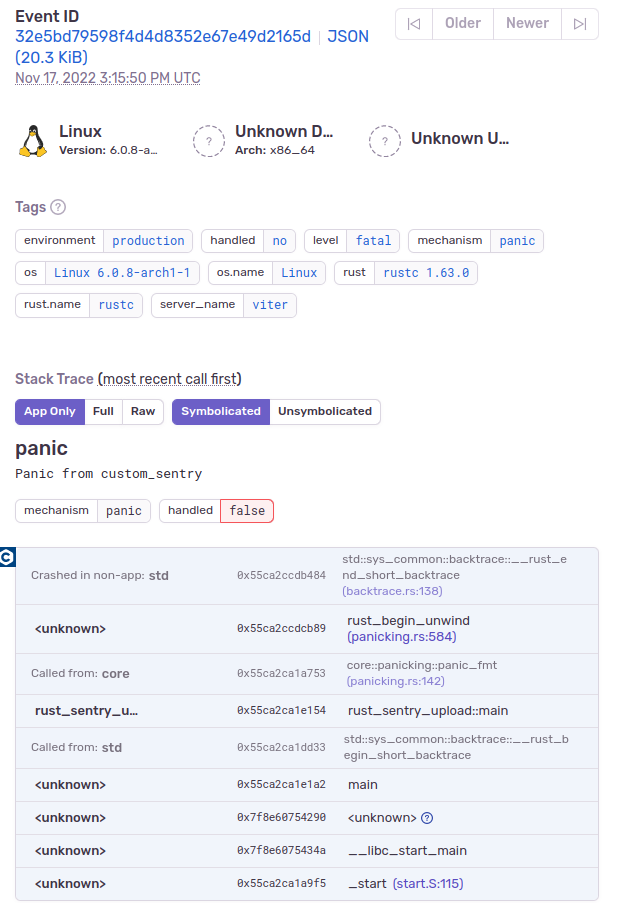 Event ID
32e5bd79598f4d4d8352e67e49d2165d | JSON
(20.3 KiB)
Nov 17, 2022 3:15:50 PM UTC
Older Newer
Linux
Version: 6.0.8-a...
? Unknown D...
Arch: x86_64
? Unknown U...
Tags ?
environment production handled no level fatal mechanism panic
os Linux 6.0.8-arch1-1 os.name Linux rust rustc 1.63.0
rust.name rustc server_name viter
Stack Trace (most recent call first)
App Only Full Raw Symbolicated Unsymbolicated
panic
Panic from custom_sentry
mechanism panic handled false
C
Crashed in non-app: std 0x55ca2ccdb484 std::sys_common::backtrace::__rust_e
nd_short_backtrace
(backtrace.rs:138)
<unknown> 0x55ca2ccdcb89 rust_begin_unwind
(panicking.rs:584)
Called from: core 0x55ca2ca1a753 core::panicking::panic_fmt
(panicking.rs:142)
rust_sentry_u... 0x55ca2ca1e154 rust_sentry_upload::main
Called from: std 0x55ca2ca1dd33 std::sys_common::backtrace::__rust_b
egin_short_backtrace
<unknown> 0x55ca2ca1e1a2 main
<unknown> 0x7f8e60754290 <unknown> ?
<unknown> 0x7f8e6075434a __libc_start_main
<unknown> 0x55ca2ca1a9f5 _start (start.S:115)